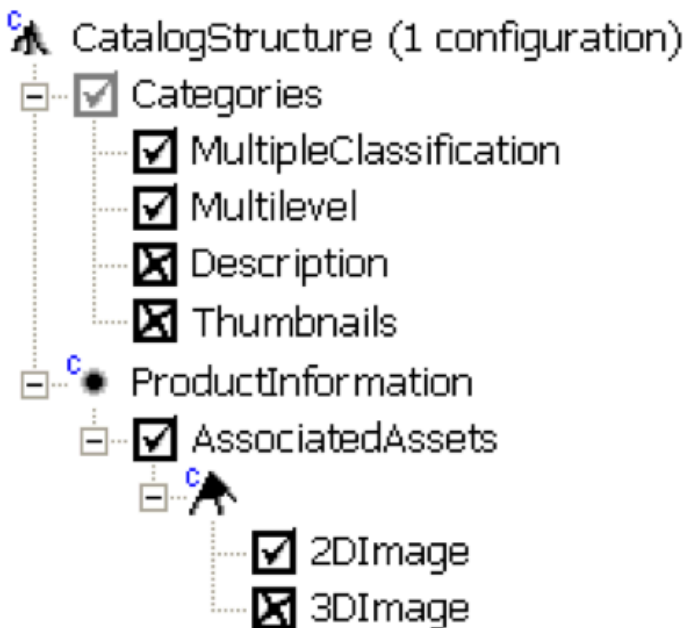 C CatalogStructure (1 configuration)
Categories
MultipleClassification
Multilevel
Description
Thumbnails
C ProductInformation
AssociatedAssets
C
2DImage
3DImage